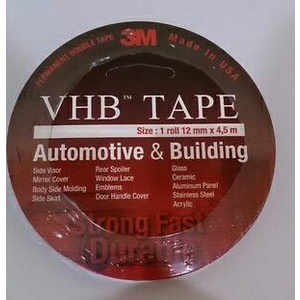 PERMANENT DOUBLE TAPE 3M Made in USA
VHB™ TAPE
Size : 1 roll 12 mm x 4,5 m
Automotive & Building
Side Visor Rear Spoiler Glass
Mirror Cover Window Lace Ceramic
Body Side Molding Emblems Aluminum Panel
Side Skirt Door Handle Cover Stainless Steel
Acrylic
Strong Fast
Durable